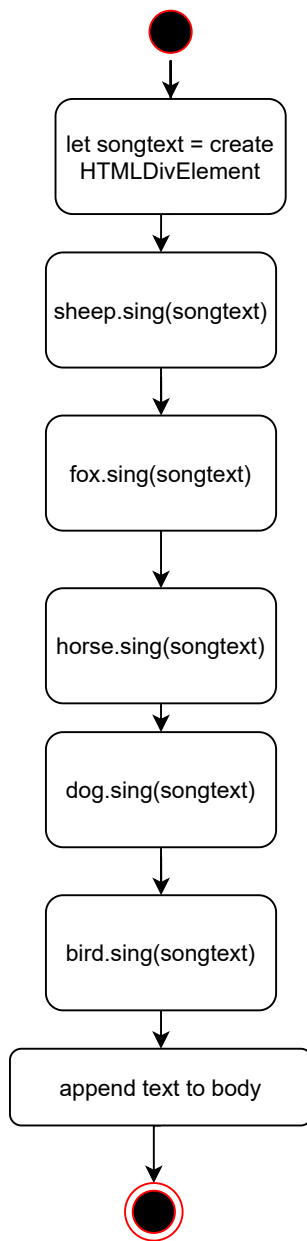 let songtext = create
HTMLDivElement
sheep.sing(songtext)
fox.sing(songtext)
horse.sing(songtext)
dog.sing(songtext)
bird.sing(songtext)
append text to body